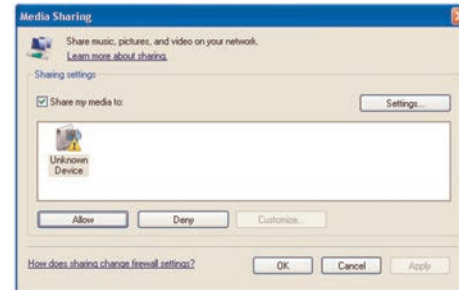 Media Sharing
Share music, pictures, and video on your network.
Learn more about sharing.
Sharing settings
Share my media to:
Settings...
Unknown
Device
Allow
Deny
Customize...
How does sharing change firewall settings?
OK
Cancel
Apply